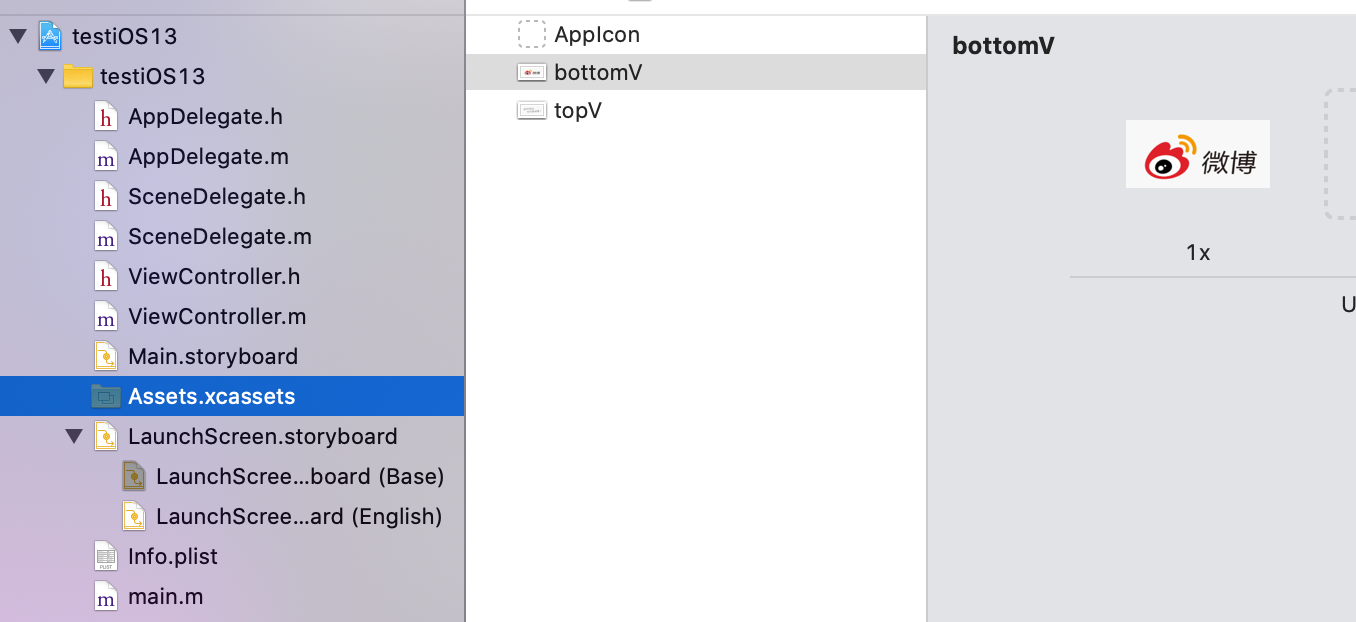 testiOS13
testiOS13
AppDelegate.h
AppDelegate.m
SceneDelegate.h
SceneDelegate.m
ViewController.h
ViewController.m
Main.storyboard
Assets.xcassets
LaunchScreen.storyboard
LaunchScree...board (Base)
LaunchScree...ard (English)
Info.plist
main.m
AppIcon
bottomV
topV
bottomV
微博
1x
U